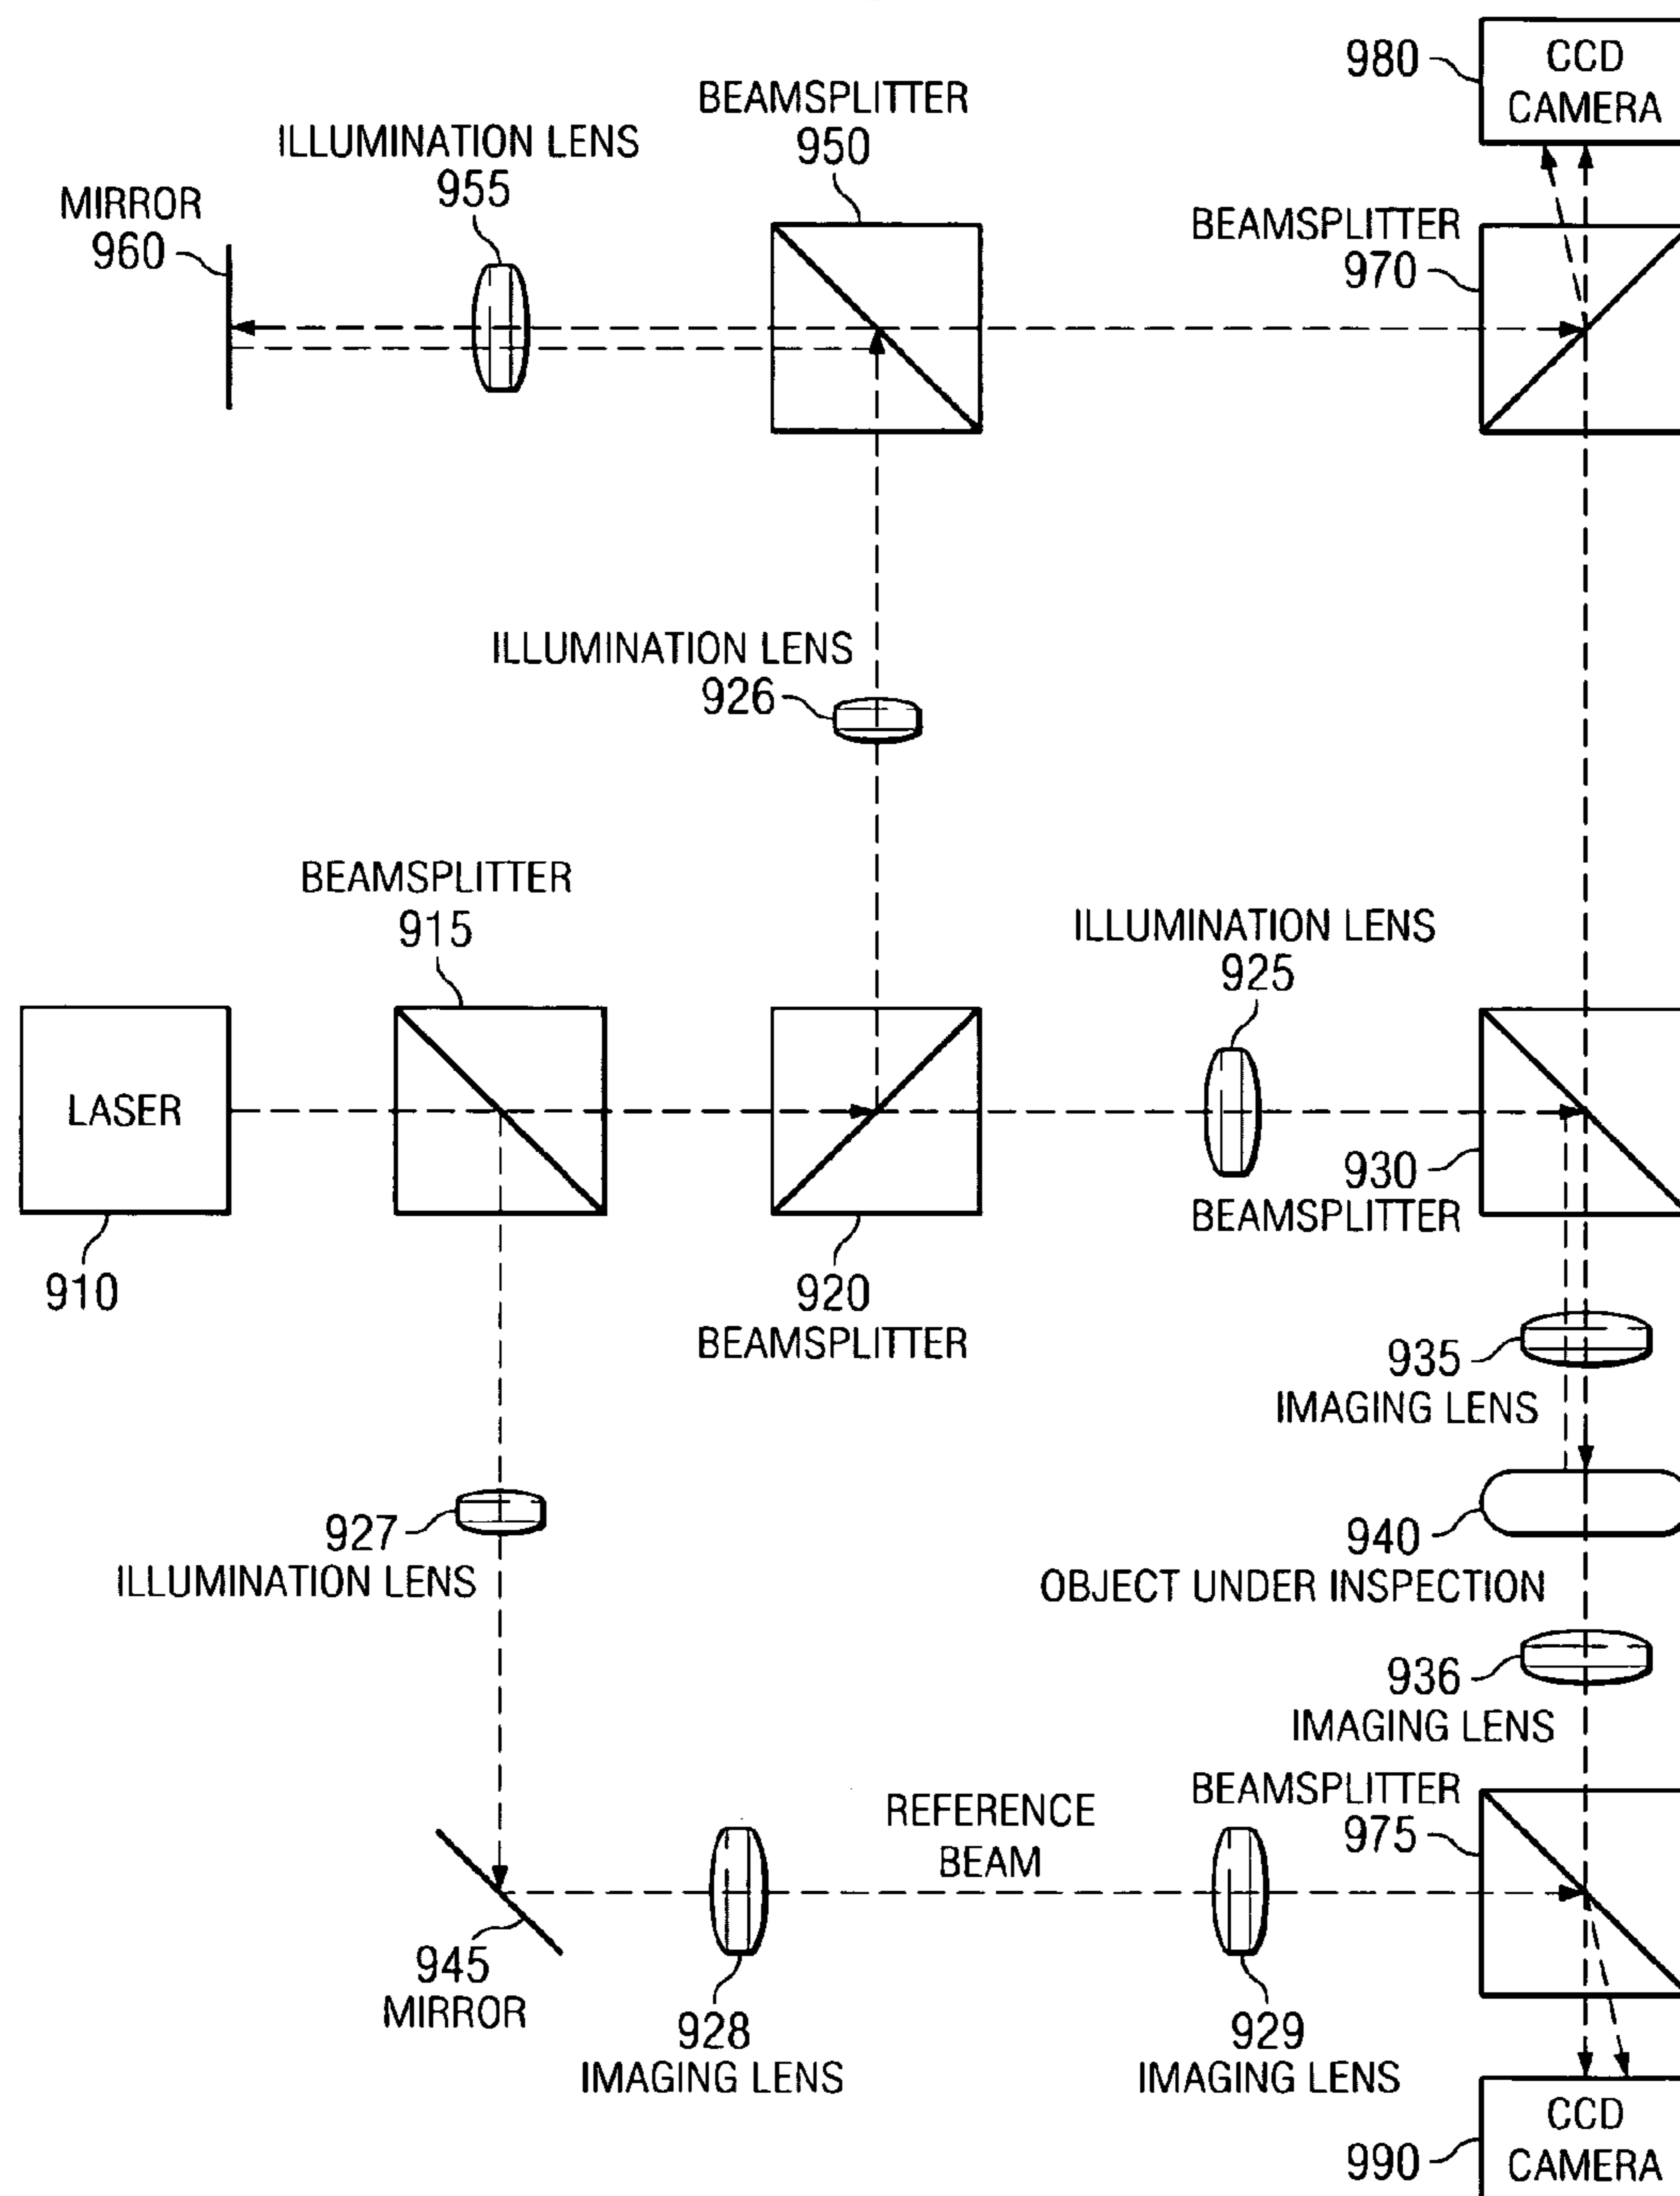 980
CCD
CAMERA
BEAMSPLITTER
950
ILLUMINATION LENS
955
MIRROR
960
BEAMSPLITTER
970
ILLUMINATION LENS
926
BEAMSPLITTER
915
ILLUMINATION LENS
925
LASER
910
920
BEAMSPLITTER
930
BEAMSPLITTER
935
IMAGING LENS
927
ILLUMINATION LENS
940
OBJECT UNDER INSPECTION
936
IMAGING LENS
REFERENCE
BEAM
BEAMSPLITTER
975
945
MIRROR
928
IMAGING LENS
929
IMAGING LENS
990
CCD
CAMERA